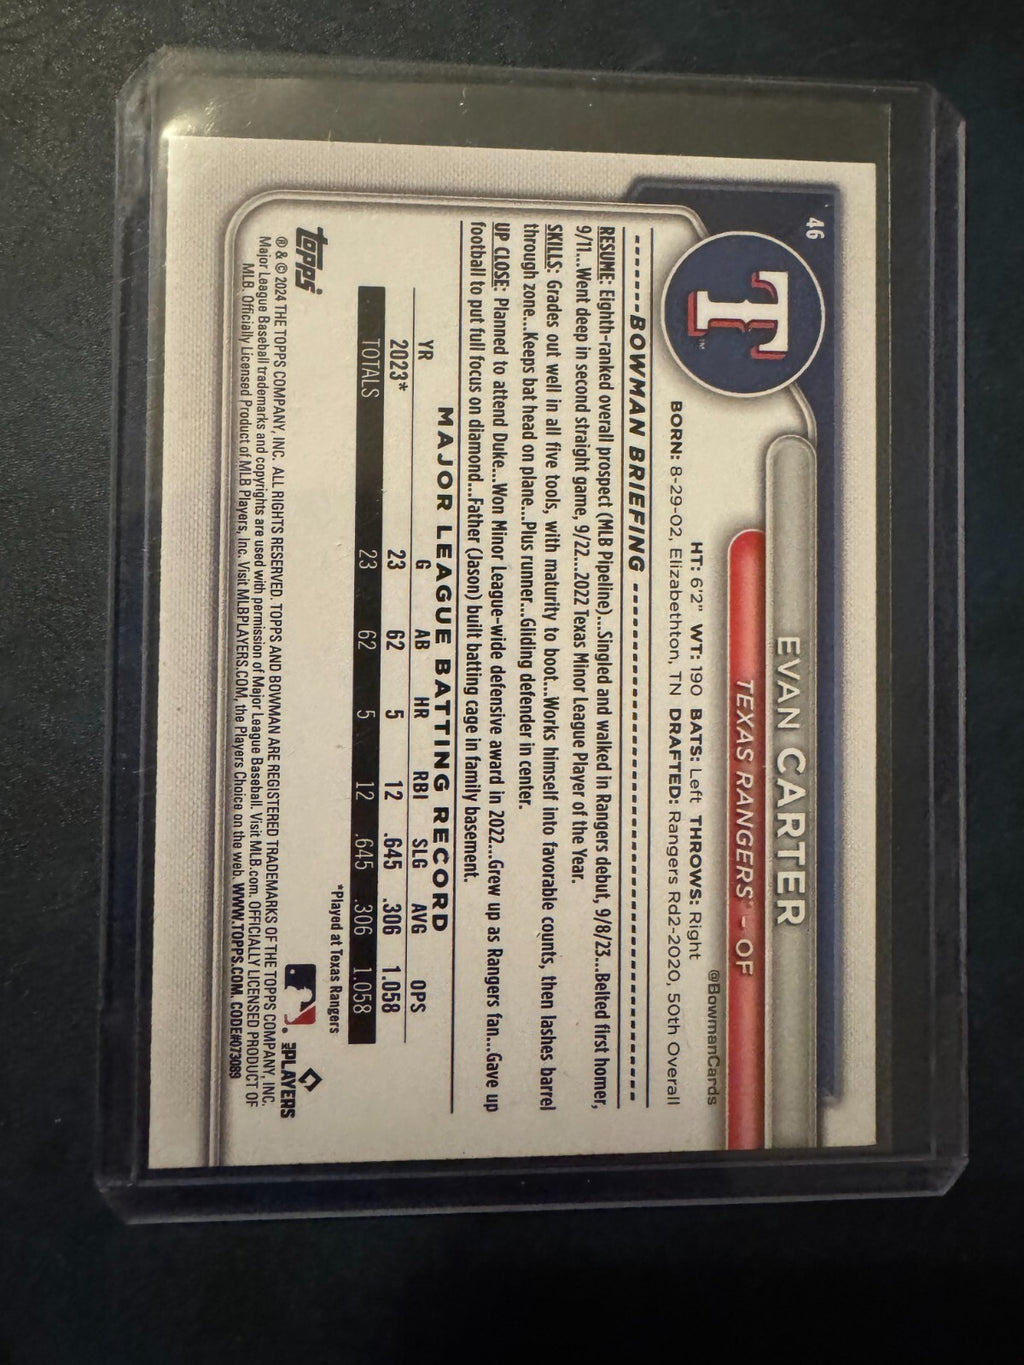 46
T
TM
EVAN CARTER
TEXAS RANGERS™ - OF
@BowmanCards
HT: 6'2" WT: 190 BATS: Left THROWS: Right
BORN: 8-29-02, Elizabethton, TN DRAFTED: Rangers Rd2-2020, 50th Overall
BOWMAN BRIEFING
RESUME: Eighth-ranked overall prospect (MLB Pipeline)...Singled and walked in Rangers debut, 9/8/23...Belted first homer,
9/11...Went deep in second straight game, 9/22...2022 Texas Minor League Player of the Year.
SKILLS: Grades out well in all five tools, with maturity to boot...Works himself into favorable counts, then lashes barrel
through zone...Keeps bat head on plane...Plus runner...Gliding defender in center.
UP CLOSE: Planned to attend Duke...Won Minor League-wide defensive award in 2022...Grew up as Rangers fan...Gave up
football to put full focus on diamond...Father (Jason) built batting cage in family basement.
MAJOR LEAGUE BATTING RECORD
YR G AB HR RBI SLG AVG OPS
2023* 23 62 5 12 .645 .306 1.058
TOTALS 23 62 5 12 .645 .306 1.058
*Played at Texas Rangers
topps
MLB PLAYERS
® & © 2024 THE TOPPS COMPANY, INC. ALL RIGHTS RESERVED. TOPPS AND BOWMAN ARE REGISTERED TRADEMARKS OF THE TOPPS COMPANY, INC.
Major League Baseball trademarks and copyrights are used with permission of Major League Baseball. Visit MLB.com. OFFICIALLY LICENSED PRODUCT OF
MLB. Officially Licensed Product of MLB Players, Inc. Visit MLBPLAYERS.COM, the Players Choice on the web. WWW.TOPPS.COM. CODE#073089